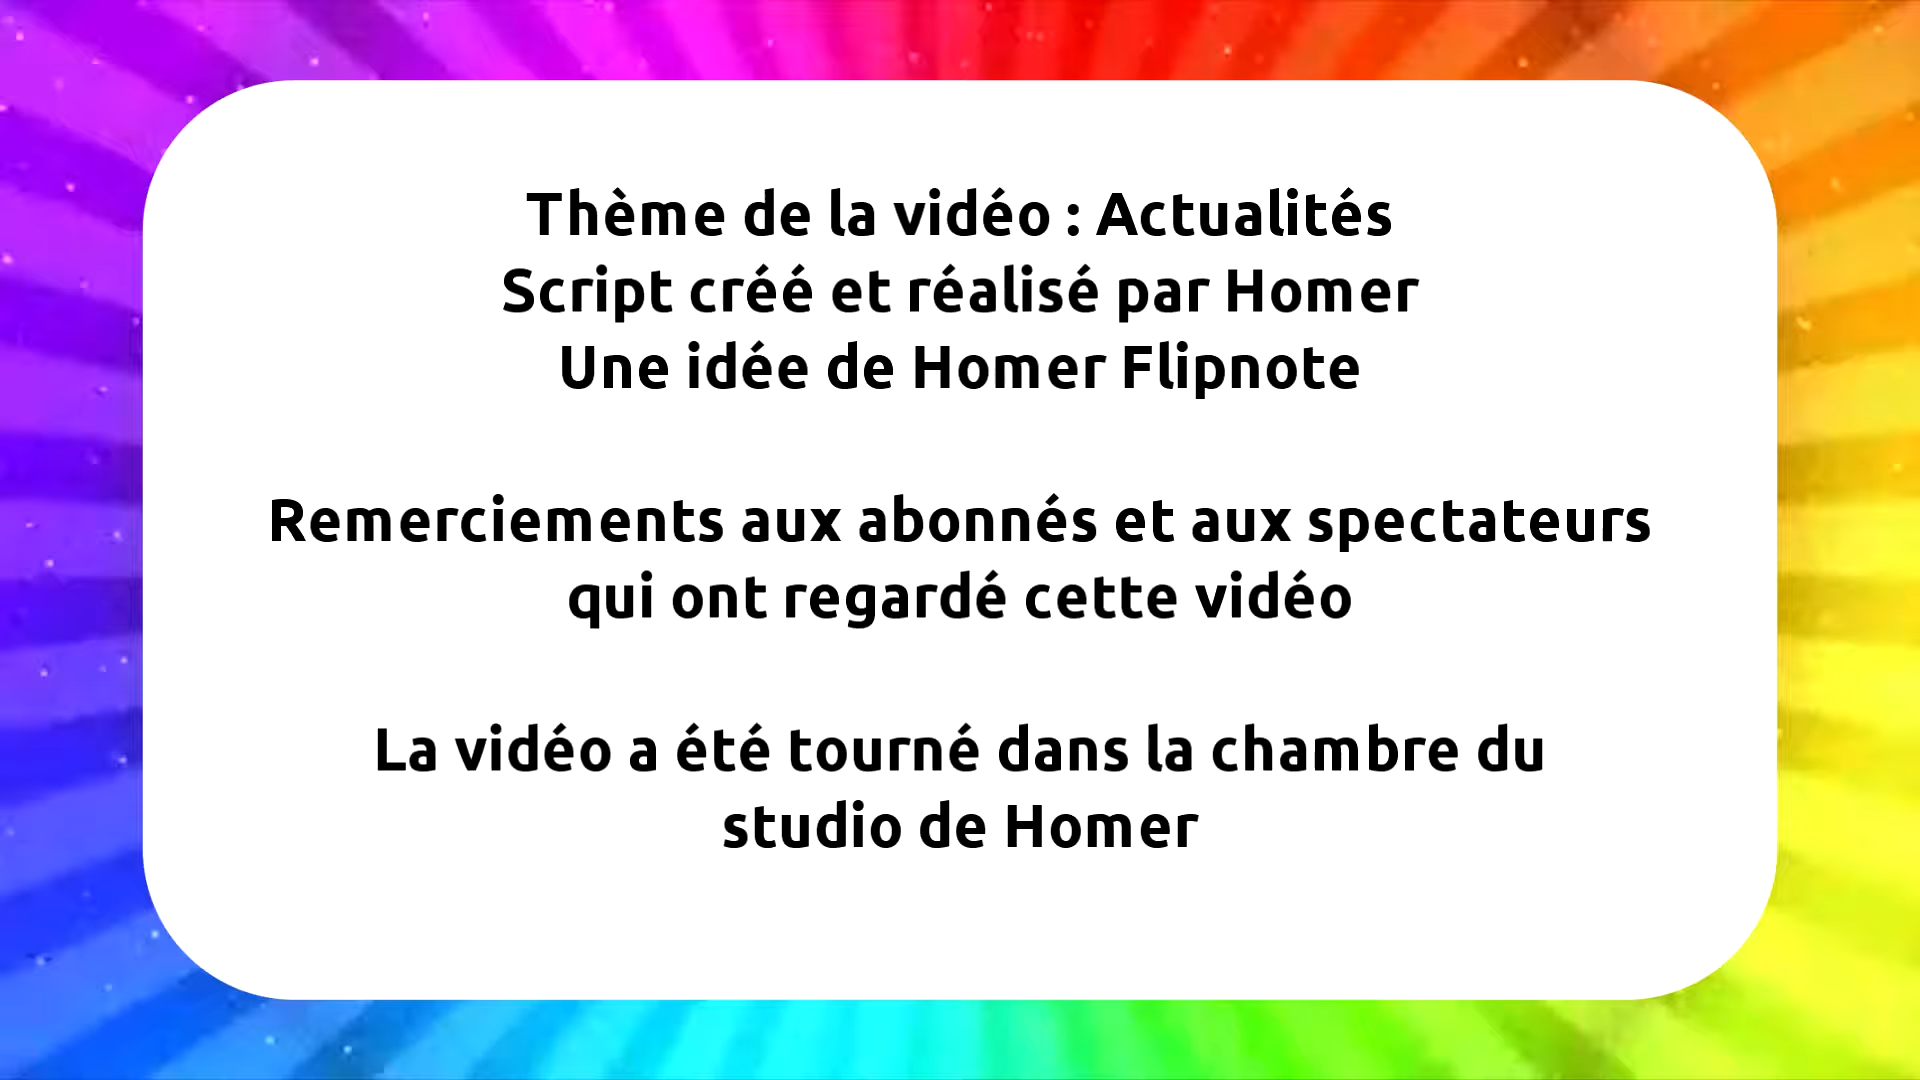 Thème de la vidéo : Actualités
Script créé et réalisé par Homer
Une idée de Homer Flipnote
Remerciements aux abonnés et aux spectateurs
qui ont regardé cette vidéo
La vidéo a été tourné dans la chambre du
studio de Homer